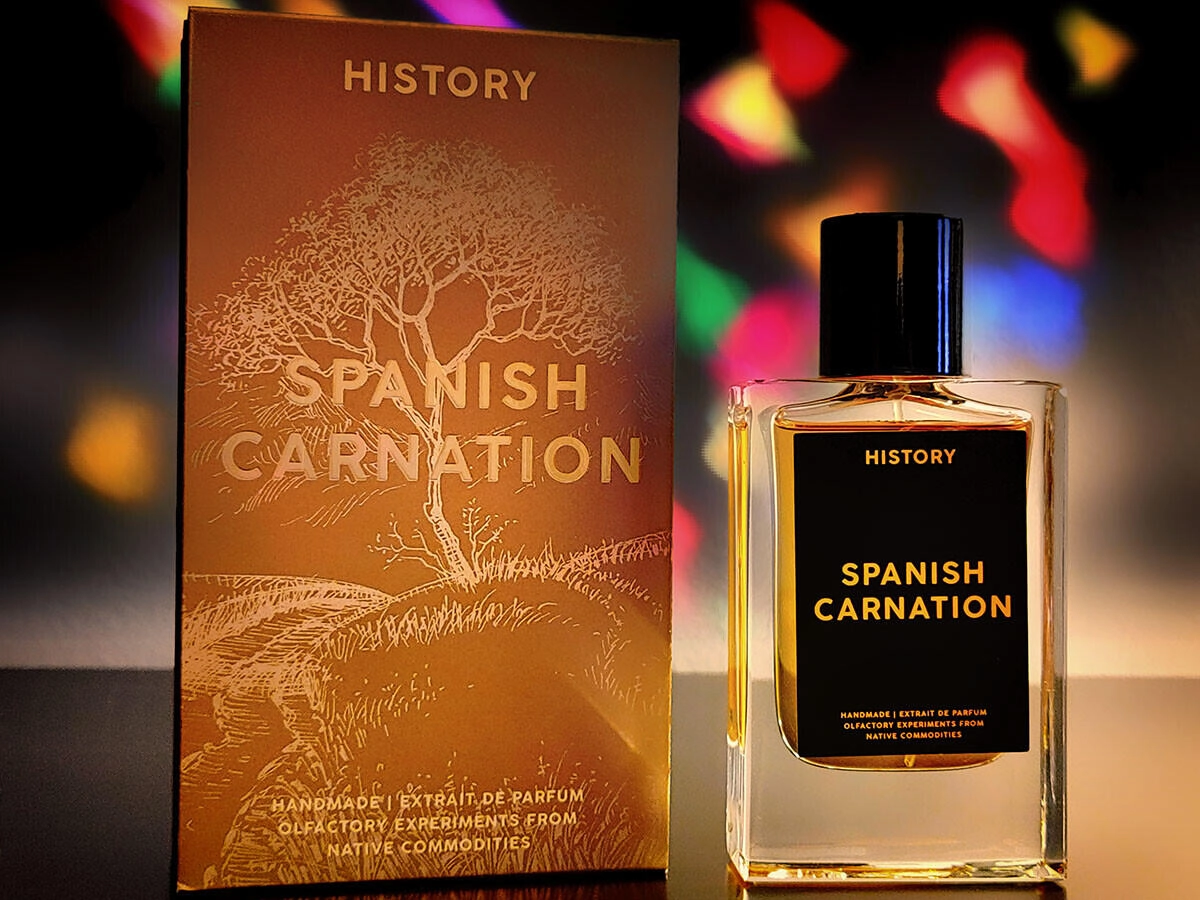 HISTORY
SPANISH
CARNATION
HANDMADE | EXTRAIT DE PARFUM
OLFACTORY EXPERIMENTS FROM
NATIVE COMMODITIES
HISTORY
SPANISH
CARNATION
HANDMADE | EXTRAIT DE PARFUM
OLFACTORY EXPERIMENTS FROM
NATIVE COMMODITIES